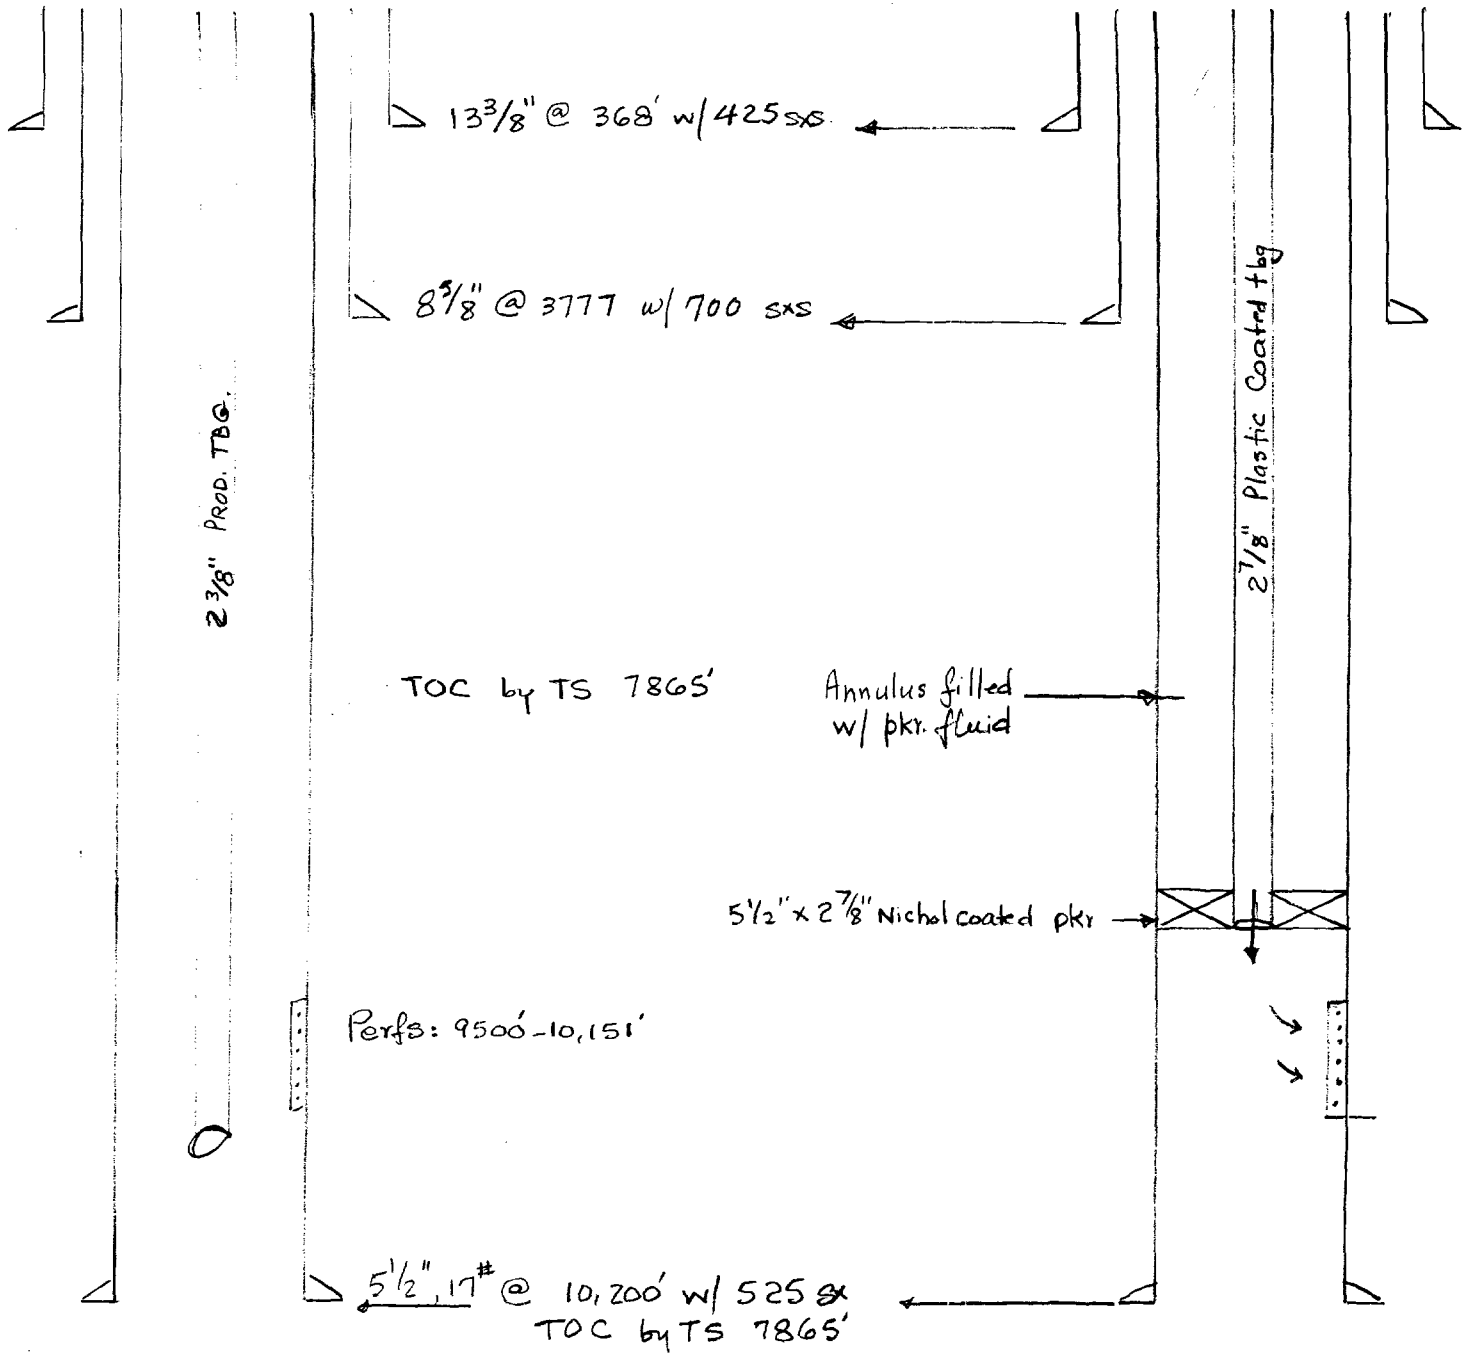 13 3/8" @ 368' w/ 425 sxs.
8 5/8" @ 3777 w/ 700 sxs
2 3/8" PROD. TBG.
2 7/8" Plastic Coated tbg
TOC by TS 7865'
Annulus filled
w/ pkr. fluid
5 1/2" x 2 7/8" Nichol coated pkr
Perfs: 9500'-10,151'
5 1/2", 17# @ 10,200' w/ 525 sx
TOC by TS 7865'